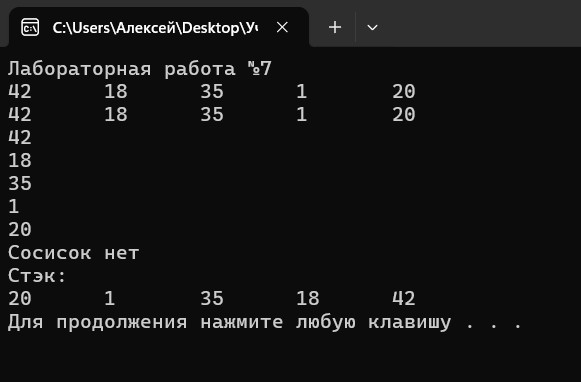 C:\Users\Алексей\Desktop\Уч
Лабораторная работа №7
42 18 35 1 20
42 18 35 1 20
42
18
35
1
20
Сосисок нет
Стэк:
20 1 35 18 42
Для продолжения нажмите любую клавишу . . .